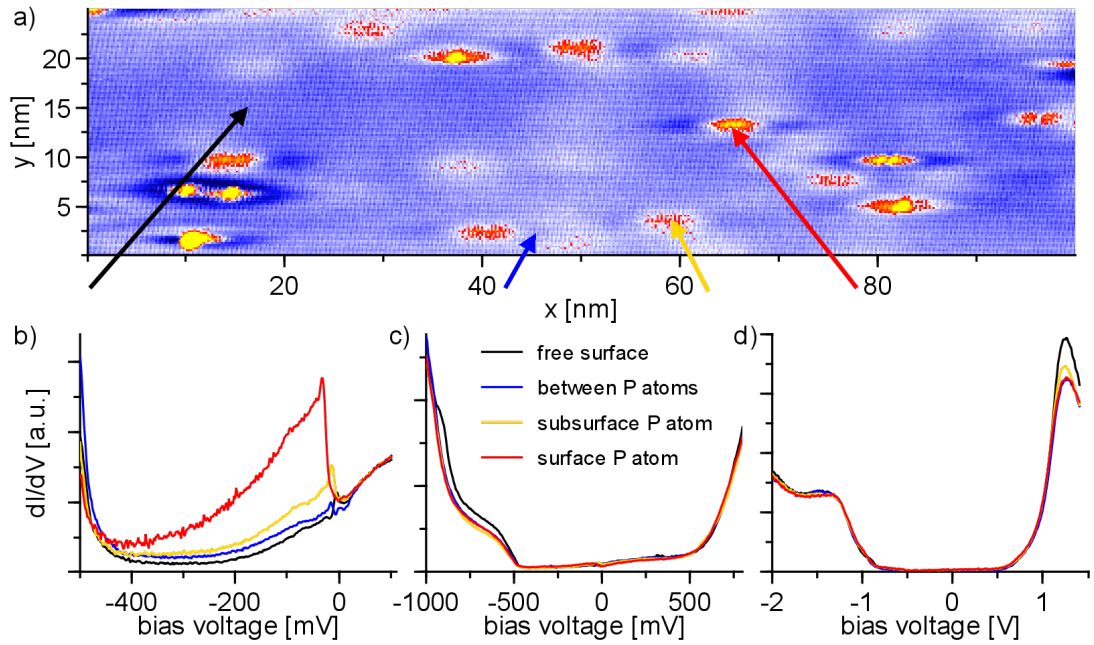 a)
20
15
10
5
y [nm]
20 40 60 80
x [nm]
b) c) d)
free surface
between P atoms
subsurface P atom
surface P atom
dI/dV [a.u.]
-400 -200 0
bias voltage [mV]
-1000 -500 0 500
bias voltage [mV]
-2 -1 0 1
bias voltage [V]